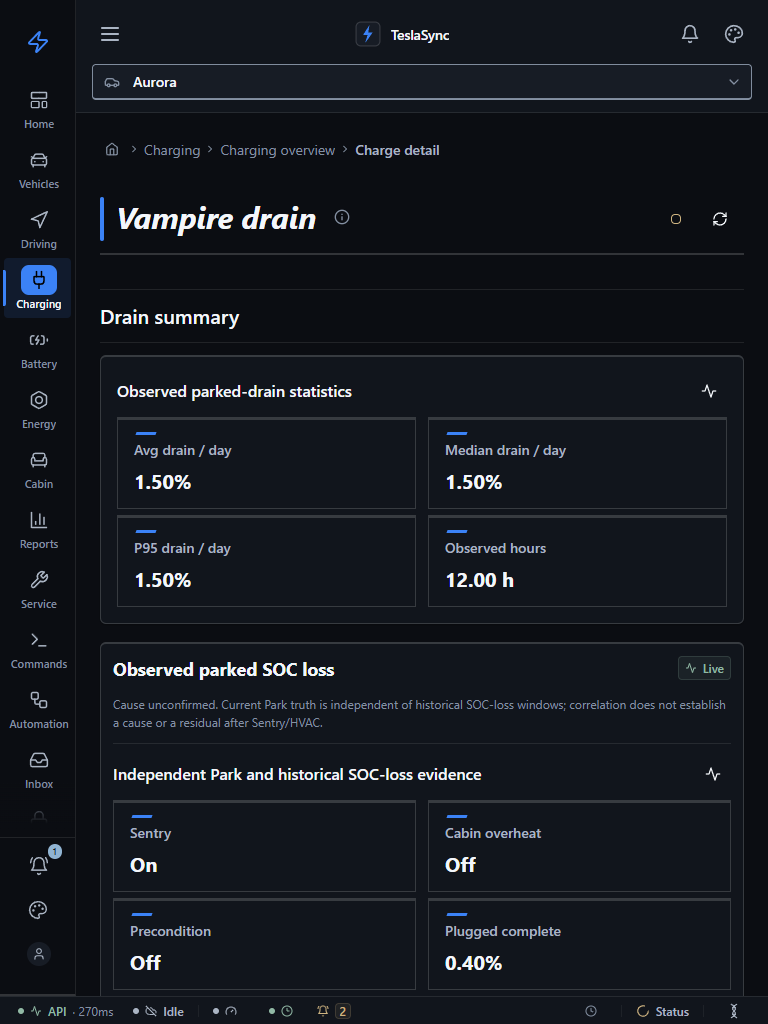 TeslaSync
Aurora
Home
Vehicles
Driving
Charging
Battery
Energy
Cabin
Reports
Service
Commands
Automation
Inbox
1
Charging
Charging overview
Charge detail
Vampire drain
Drain summary
Observed parked-drain statistics
Avg drain / day
1.50%
Median drain / day
1.50%
P95 drain / day
1.50%
Observed hours
12.00 h
Observed parked SOC loss
Live
Cause unconfirmed. Current Park truth is independent of historical SOC-loss windows; correlation does not establish
a cause or a residual after Sentry/HVAC.
Independent Park and historical SOC-loss evidence
Sentry
On
Cabin overheat
Off
Precondition
Off
Plugged complete
0.40%
API · 270ms
Idle
2
Status